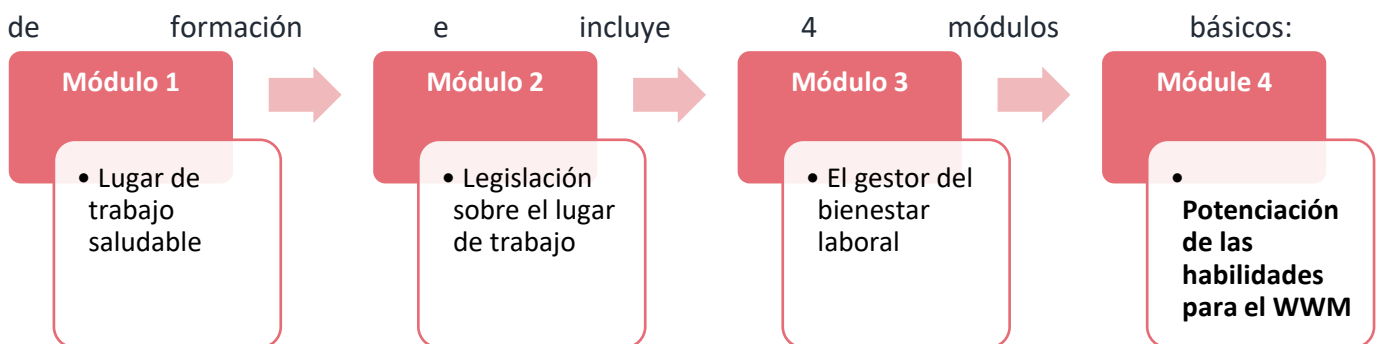 de formación e incluye 4 módulos básicos:
Módulo 1
• Lugar de
trabajo
saludable
Módulo 2
• Legislación
sobre el lugar
de trabajo
Módulo 3
• El gestor del
bienestar
laboral
Módule 4
•
Potenciación
de las
habilidades
para el WWM